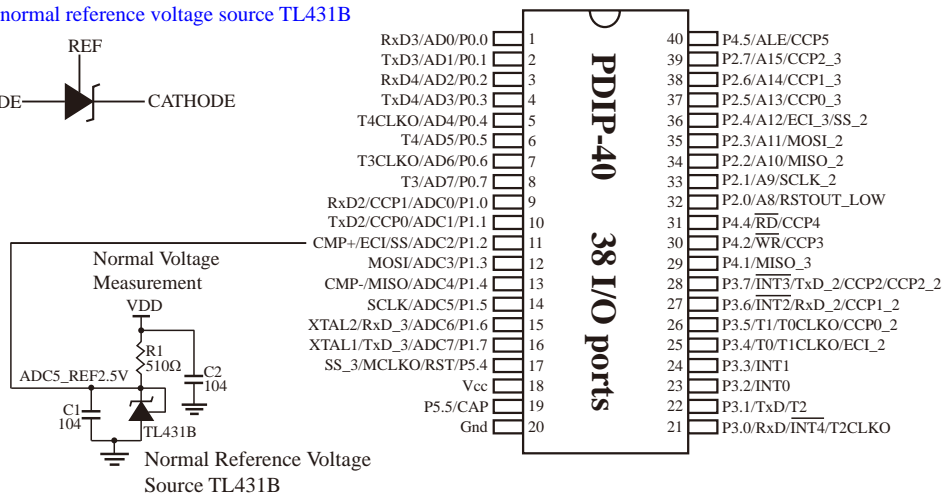 normal reference voltage source TL431B
REF
DE
CATHODE
RxD3/AD0/P0.0 1
TxD3/AD1/P0.1 2
RxD4/AD2/P0.2 3
TxD4/AD3/P0.3 4
T4CLKO/AD4/P0.4 5
T4/AD5/P0.5 6
T3CLKO/AD6/P0.6 7
T3/AD7/P0.7 8
RxD2/CCP1/ADC0/P1.0 9
TxD2/CCP0/ADC1/P1.1 10
CMP+/ECI/SS/ADC2/P1.2 11
MOSI/ADC3/P1.3 12
CMP-/MISO/ADC4/P1.4 13
SCLK/ADC5/P1.5 14
XTAL2/RxD_3/ADC6/P1.6 15
XTAL1/TxD_3/ADC7/P1.7 16
SS_3/MCLKO/RST/P5.4 17
Vcc 18
P5.5/CAP 19
Gnd 20
PDIP-40 38 I/O ports
40 P4.5/ALE/CCP5
39 P2.7/A15/CCP2_3
38 P2.6/A14/CCP1_3
37 P2.5/A13/CCP0_3
36 P2.4/A12/ECI_3/SS_2
35 P2.3/A11/MOSI_2
34 P2.2/A10/MISO_2
33 P2.1/A9/SCLK_2
32 P2.0/A8/RSTOUT_LOW
31 P4.4/RD/CCP4
30 P4.2/WR/CCP3
29 P4.1/MISO_3
28 P3.7/INT3/TxD_2/CCP2/CCP2_2
27 P3.6/INT2/RxD_2/CCP1_2
26 P3.5/T1/T0CLKO/CCP0_2
25 P3.4/T0/T1CLKO/ECI_2
24 P3.3/INT1
23 P3.2/INT0
22 P3.1/TxD/T2
21 P3.0/RxD/INT4/T2CLKO
Normal Voltage
Measurement
VDD
R1
510Ω
C2
104
ADC5_REF2.5V
C1
104
TL431B
Normal Reference Voltage
Source TL431B